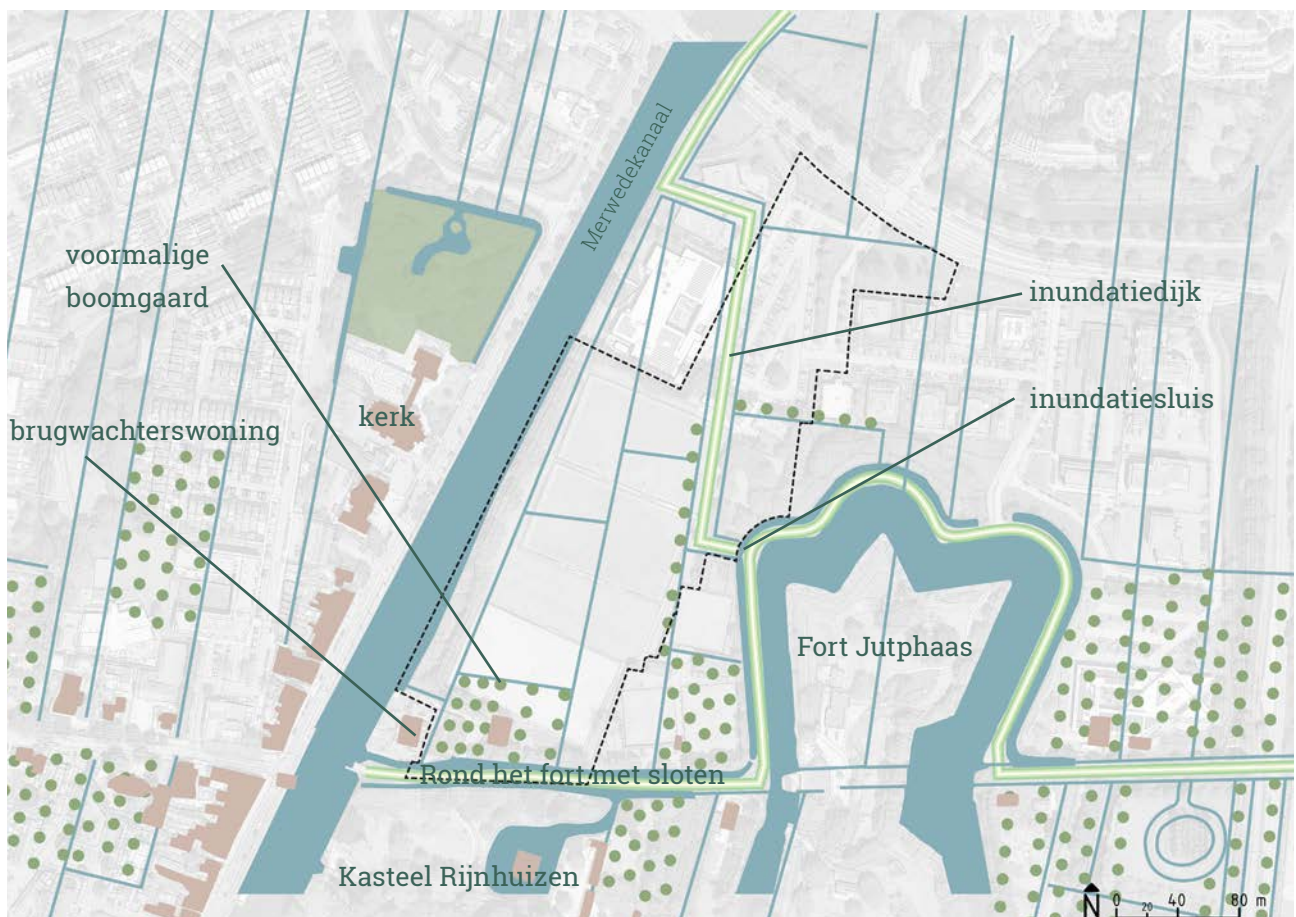 Merwedekanaal
voormalige
boomgaard
inundatiedijk
inundatiesluis
kerk
brugwachterswoning
Fort Jutphaas
Rond het fort met sloten
Kasteel Rijnhuizen
N 0 20 40 80 m